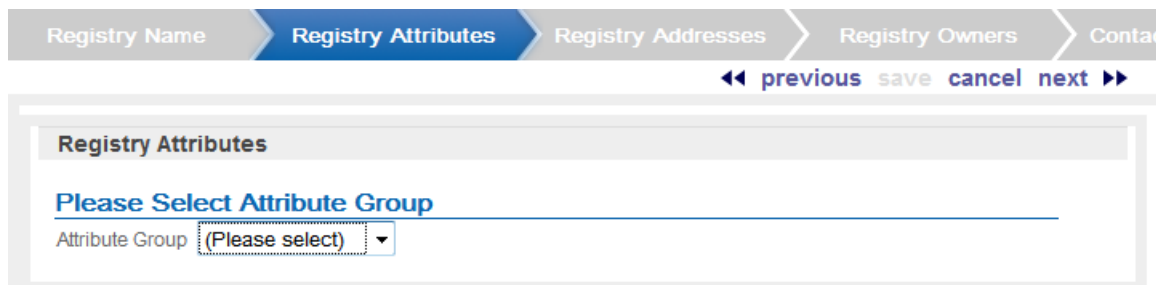 Registry Name Registry Attributes Registry Addresses Registry Owners
previous save cancel next
Registry Attributes
Please Select Attribute Group
Attribute Group (Please select)